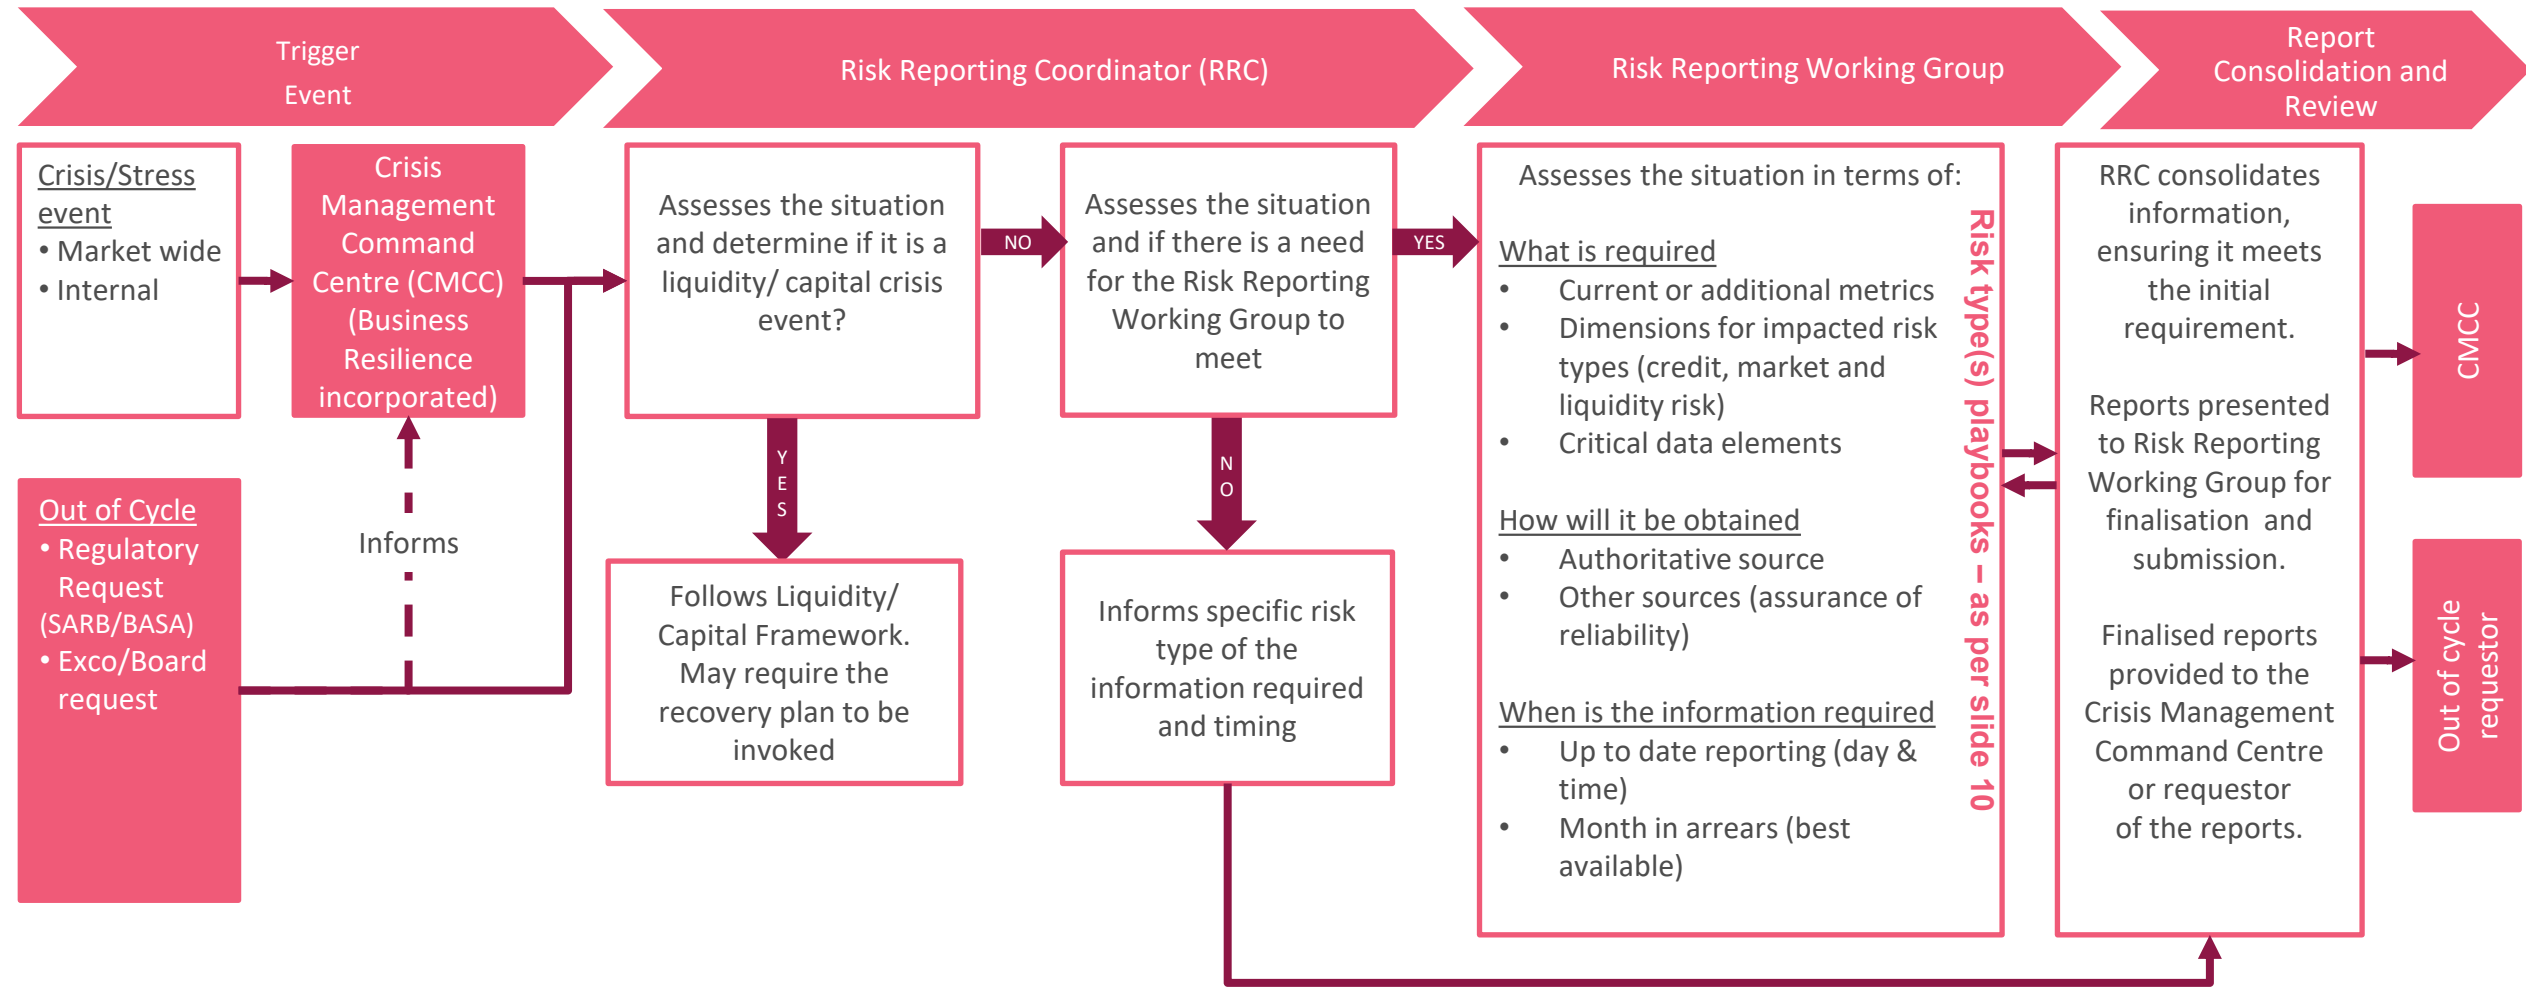 Trigger
Event
Risk Reporting Coordinator (RRC)
Risk Reporting Working Group
Report
Consolidation and
Review
Crisis/Stress
event
• Market wide
• Internal
Crisis
Management
Command
Centre (CMCC)
(Business
Resilience
incorporated)
Out of Cycle
• Regulatory
Request
(SARB/BASA)
• Exco/Board
request
Informs
Assesses the situation
and determine if it is a
liquidity/ capital crisis
event?
NO
YES
Follows Liquidity/
Capital Framework.
May require the
recovery plan to be
invoked
Assesses the situation
and if there is a need
for the Risk Reporting
Working Group to
meet
YES
NO
Informs specific risk
type of the
information required
and timing
Assesses the situation in terms of:
What is required
• Current or additional metrics
• Dimensions for impacted risk
types (credit, market and
liquidity risk)
• Critical data elements
How will it be obtained
• Authoritative source
• Other sources (assurance of
reliability)
When is the information required
• Up to date reporting (day &
time)
• Month in arrears (best
available)
Risk type(s) playbooks – as per slide 10
RRC consolidates
information,
ensuring it meets
the initial
requirement.
Reports presented
to Risk Reporting
Working Group for
finalisation and
submission.
Finalised reports
provided to the
Crisis Management
Command Centre
or requestor
of the reports.
CMCC
Out of cycle
requestor